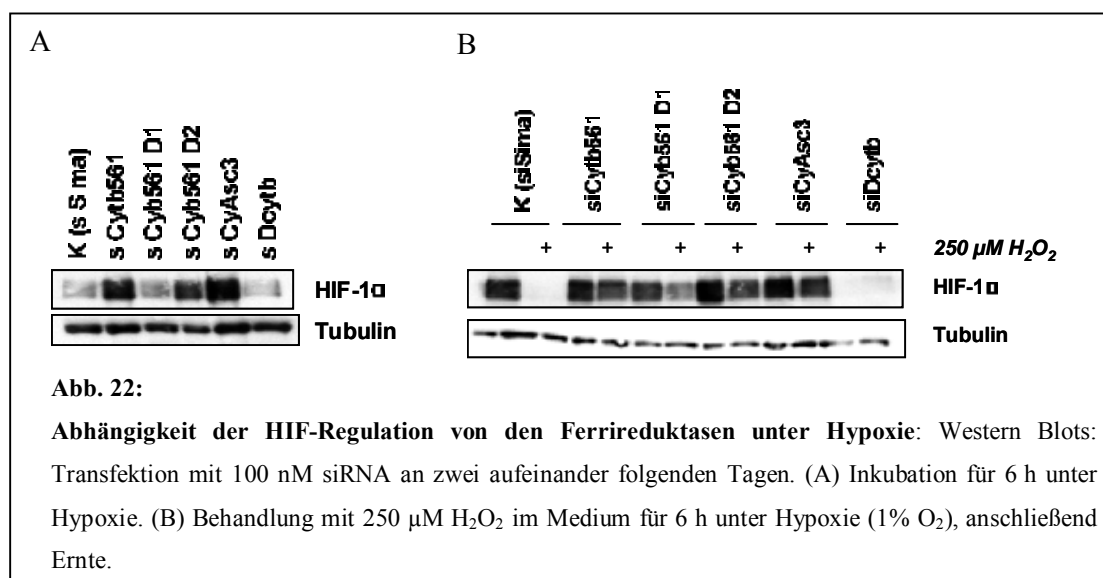 A
B
K (s S ma)
s Cytb561
s Cyb561 D1
s Cyb561 D2
s CyAsc3
s Dcytb
K (siSima)
siCytb561
siCyb561 D1
siCyb561 D2
siCyAsc3
siDcytb
+ + + + + + 250 µM H₂O₂
HIF-1□
Tubulin
HIF-1□
Tubulin
Abb. 22:
Abhängigkeit der HIF-Regulation von den Ferrireduktasen unter Hypoxie: Western Blots:
Transfektion mit 100 nM siRNA an zwei aufeinander folgenden Tagen. (A) Inkubation für 6 h unter
Hypoxie. (B) Behandlung mit 250 µM H₂O₂ im Medium für 6 h unter Hypoxie (1% O₂), anschließend
Ernte.